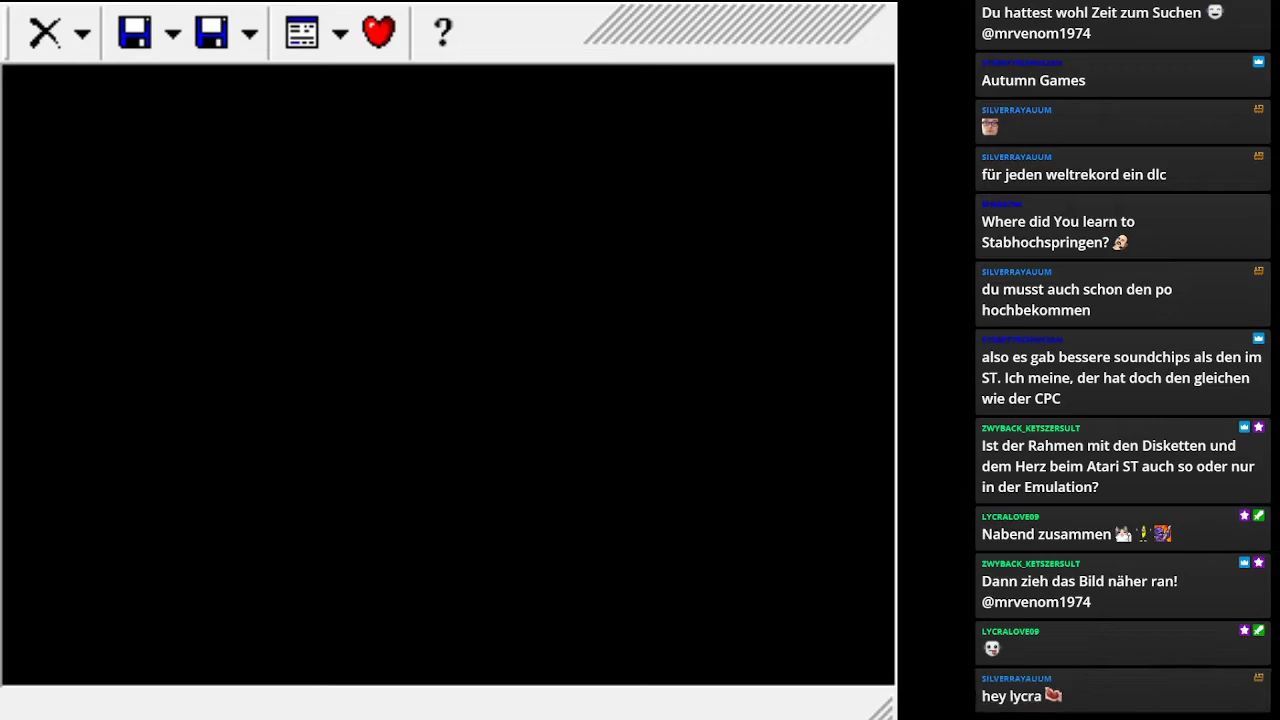 ?
Du hattest wohl Zeit zum Suchen
@mrvenom1974
Autumn Games
SILVERRAYAUUM
SILVERRAYAUUM
für jeden weltrekord ein dlc
Where did You learn to
Stabhochspringen?
SILVERRAYAUUM
du musst auch schon den po
hochbekommen
also es gab bessere soundchips als den im
ST. Ich meine, der hat doch den gleichen
wie der CPC
ZWYBACK_KETSZERSULT
Ist der Rahmen mit den Disketten und
dem Herz beim Atari ST auch so oder nur
in der Emulation?
LYCRALOVE09
Nabend zusammen
ZWYBACK_KETSZERSULT
Dann zieh das Bild näher ran!
@mrvenom1974
LYCRALOVE09
SILVERRAYAUUM
hey lycra